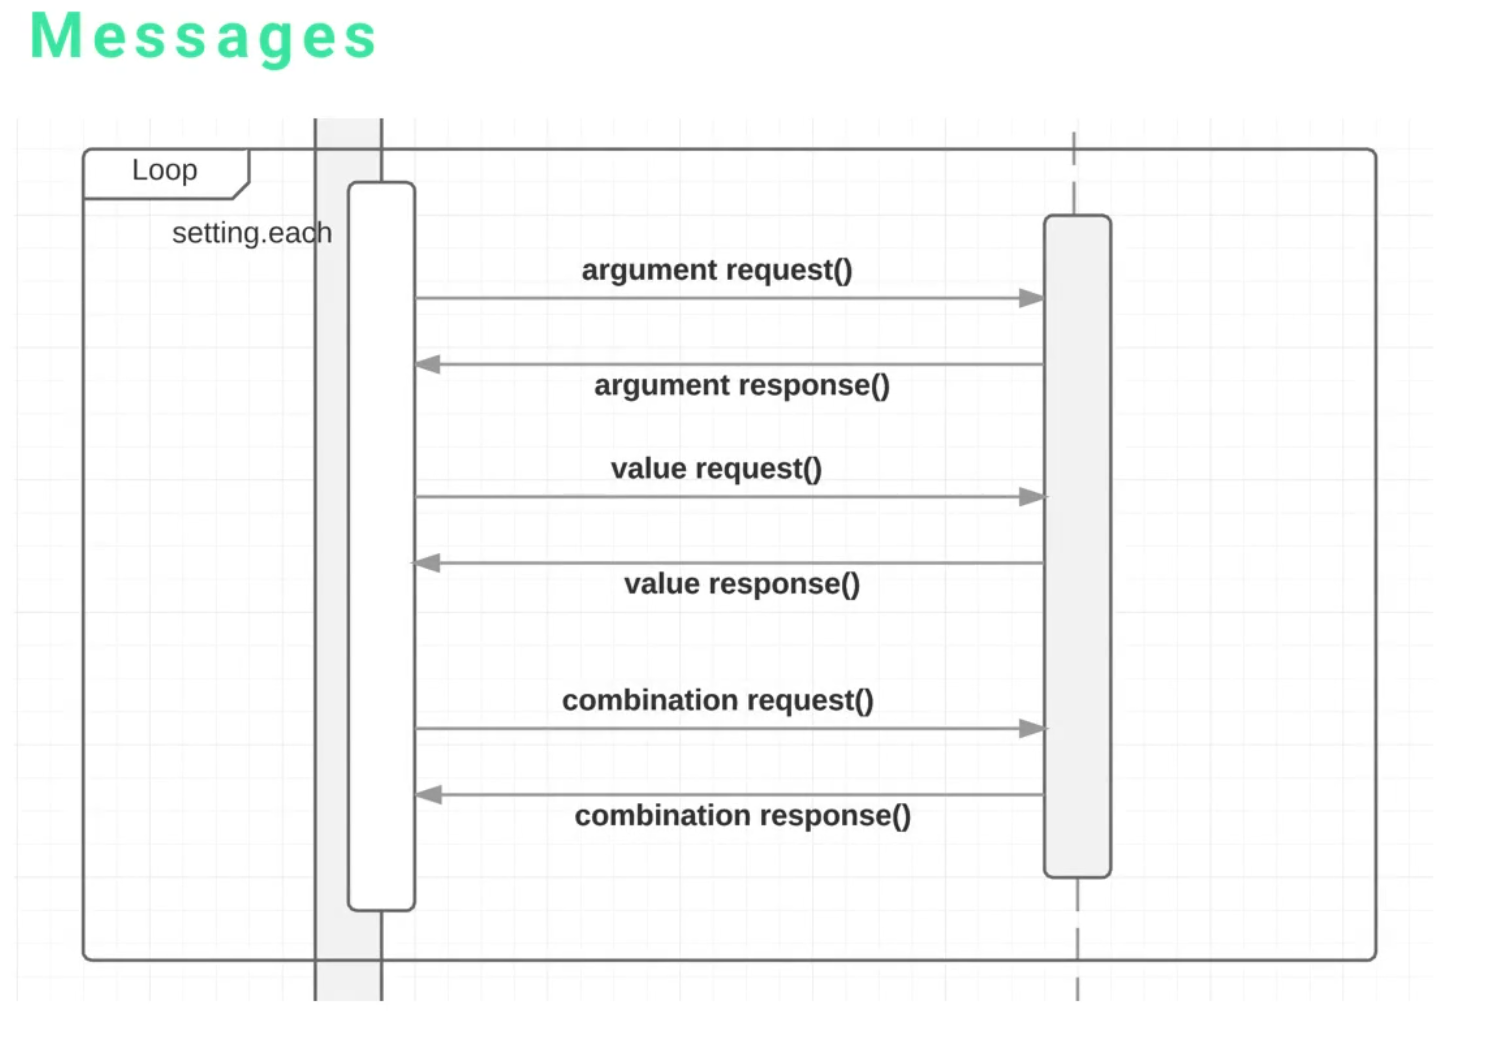 Messages
Loop
setting.each
argument request()
argument response()
value request()
value response()
combination request()
combination response()